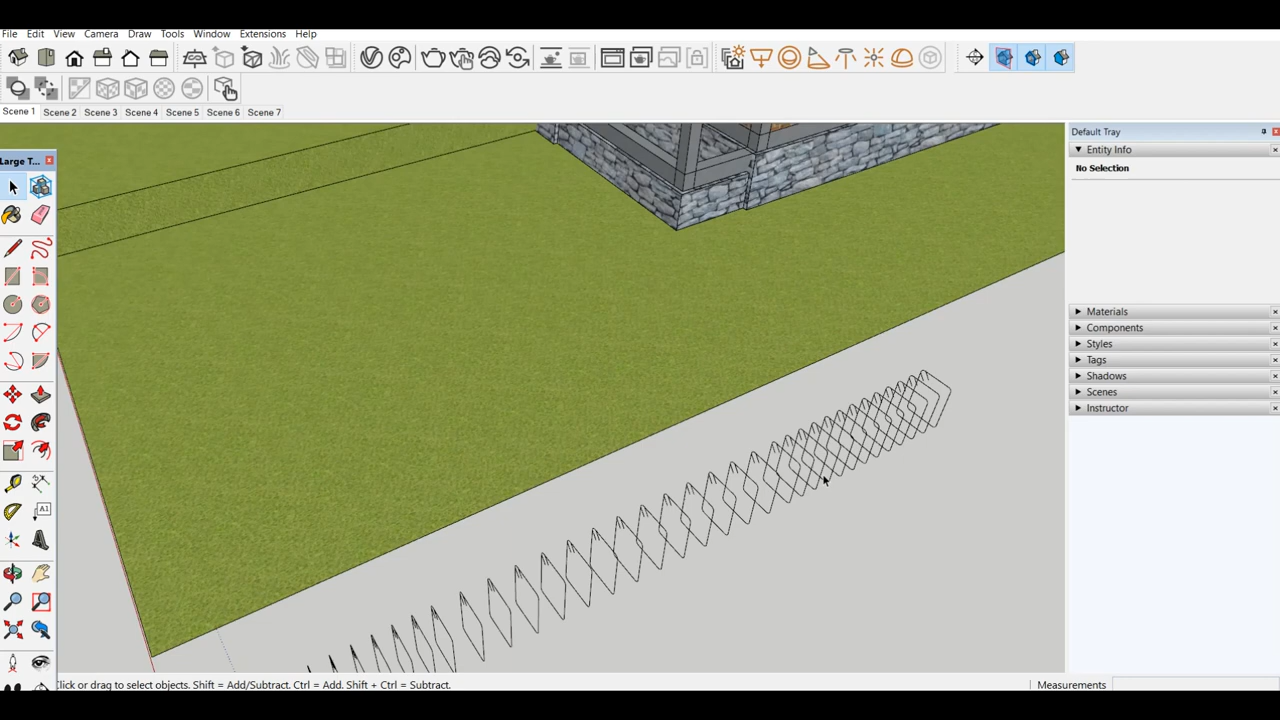 File Edit View Camera Draw Tools Window Extensions Help
Scene 1 Scene 2 Scene 3 Scene 4 Scene 5 Scene 6 Scene 7
Large T...
Default Tray
Entity Info
No Selection
Materials
Components
Styles
Tags
Shadows
Scenes
Instructor
A1
Click or drag to select objects. Shift = Add/Subtract. Ctrl = Add. Shift + Ctrl = Subtract.
Measurements